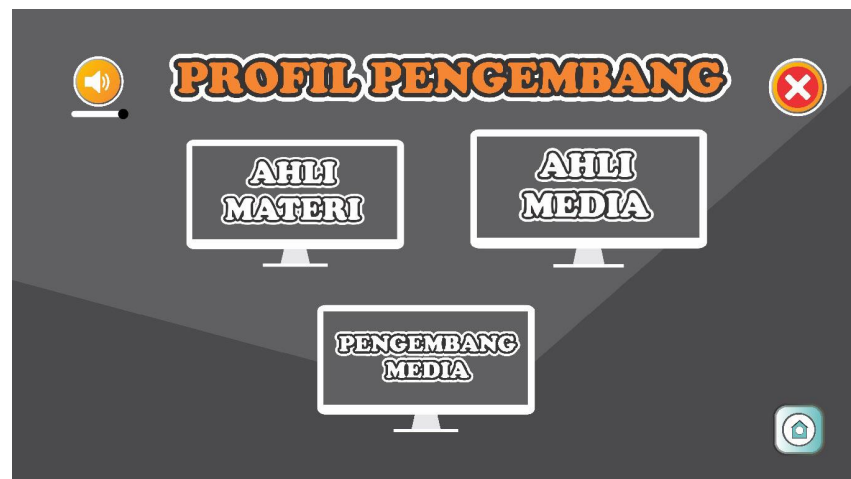 PROFIL PENGEMBANG
AHLI
MATERI
AHLI
MEDIA
PENGEMBANG
MEDIA